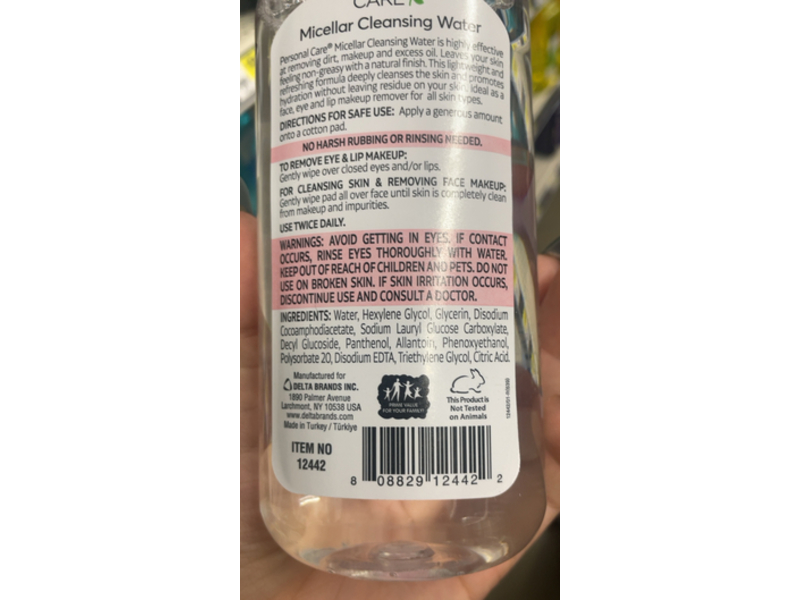 CARE
Micellar Cleansing Water
Personal Care® Micellar Cleansing Water is highly effective
at removing dirt, makeup and excess oil. Leaves your skin
feeling non-greasy with a natural finish. This lightweight and
refreshing formula deeply cleanses the skin and promotes
hydration without leaving residue on your skin, ideal as a
face, eye and lip makeup remover for all skin types.
DIRECTIONS FOR SAFE USE: Apply a generous amount
onto a cotton pad.
NO HARSH RUBBING OR RINSING NEEDED.
TO REMOVE EYE & LIP MAKEUP:
Gently wipe over closed eyes and/or lips.
FOR CLEANSING SKIN & REMOVING FACE MAKEUP:
Gently wipe pad all over face until skin is completely clean
from makeup and impurities.
USE TWICE DAILY.
WARNINGS: AVOID GETTING IN EYES. IF CONTACT
OCCURS, RINSE EYES THOROUGHLY WITH WATER.
KEEP OUT OF REACH OF CHILDREN AND PETS. DO NOT
USE ON BROKEN SKIN. IF SKIN IRRITATION OCCURS,
DISCONTINUE USE AND CONSULT A DOCTOR.
INGREDIENTS: Water, Hexylene Glycol, Glycerin, Disodium
Cocoamphodiacetate, Sodium Lauryl Glucose Carboxylate,
Decyl Glucoside, Panthenol, Allantoin, Phenoxyethanol,
Polysorbate 20, Disodium EDTA, Triethylene Glycol, Citric Acid.
Manufactured for
DELTA BRANDS INC.
1890 Palmer Avenue
Larchmont, NY 10538 USA
www.deltabrands.com
Made in Turkey / Türkiye
PRIME VALUE
FOR YOUR FAMILY!
This Product is
Not Tested
on Animals
ITEM NO
12442
8 08829 12442 2